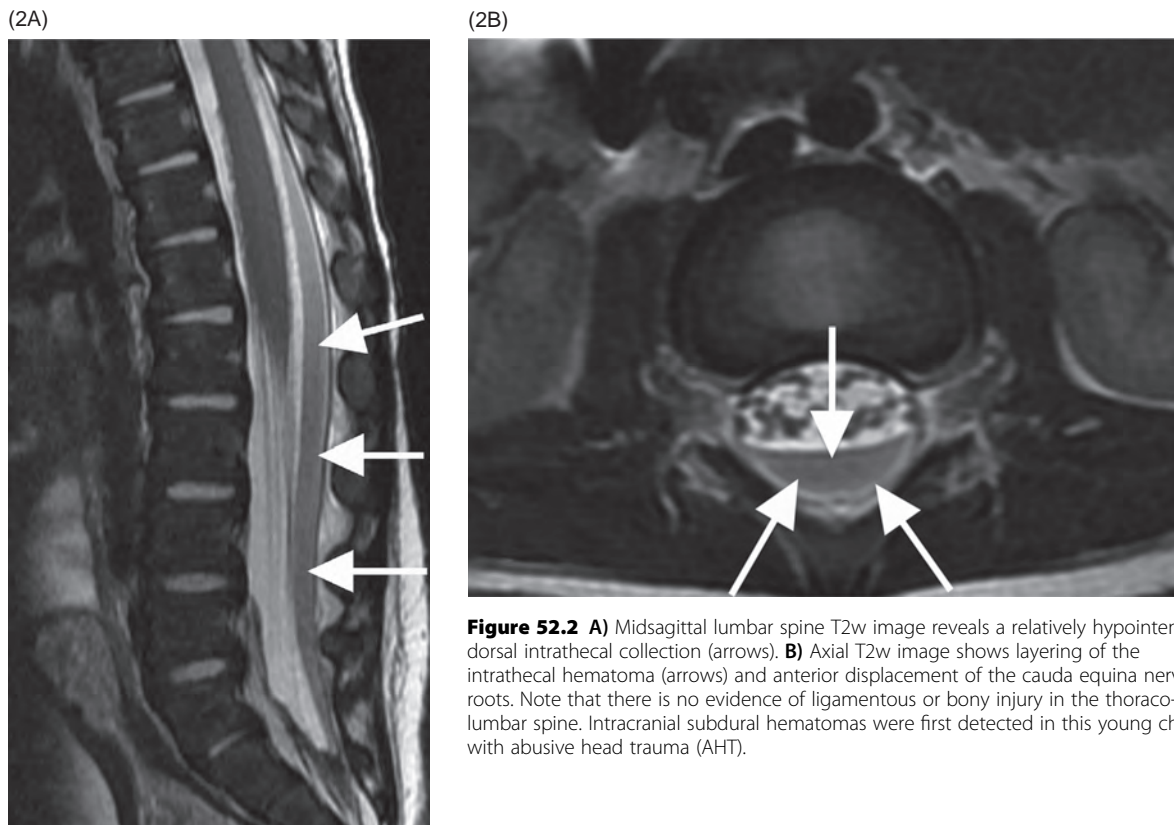 (2A)
(2B)
Figure 52.2 A) Midsagittal lumbar spine T2w image reveals a relatively
dorsal intrathecal collection (arrows). B) Axial T2w image shows layering of the
intrathecal hematoma (arrows) and anterior displacement of the cauda equina
roots. Note that there is no evidence of ligamentous or bony injury in the thoraco-
lumbar spine. Intracranial subdural hematomas were first detected in this young
with abusive head trauma (AHT).